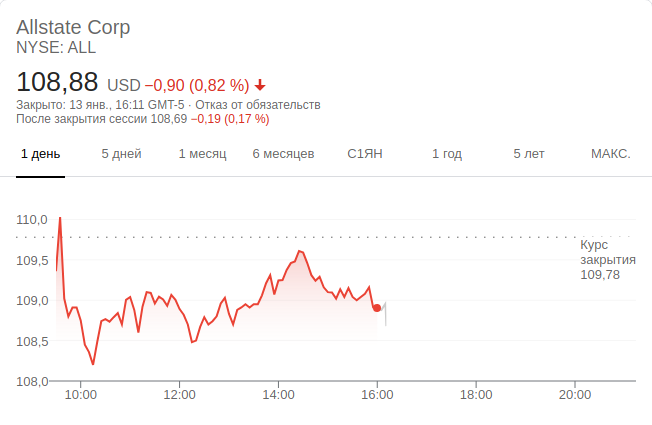 Allstate Corp
NYSE: ALL
108,88 USD −0,90 (0,82 %)
Закрыто: 13 янв., 16:11 GMT-5 · Отказ от обязательств
После закрытия сессии 108,69 −0,19 (0,17 %)
1 день 5 дней 1 месяц 6 месяцев С1ЯН 1 год 5 лет МАКС.
110,0
Курс
закрытия
109,78
109,5
109,0
108,5
108,0
10:00 12:00 14:00 16:00 18:00 20:00